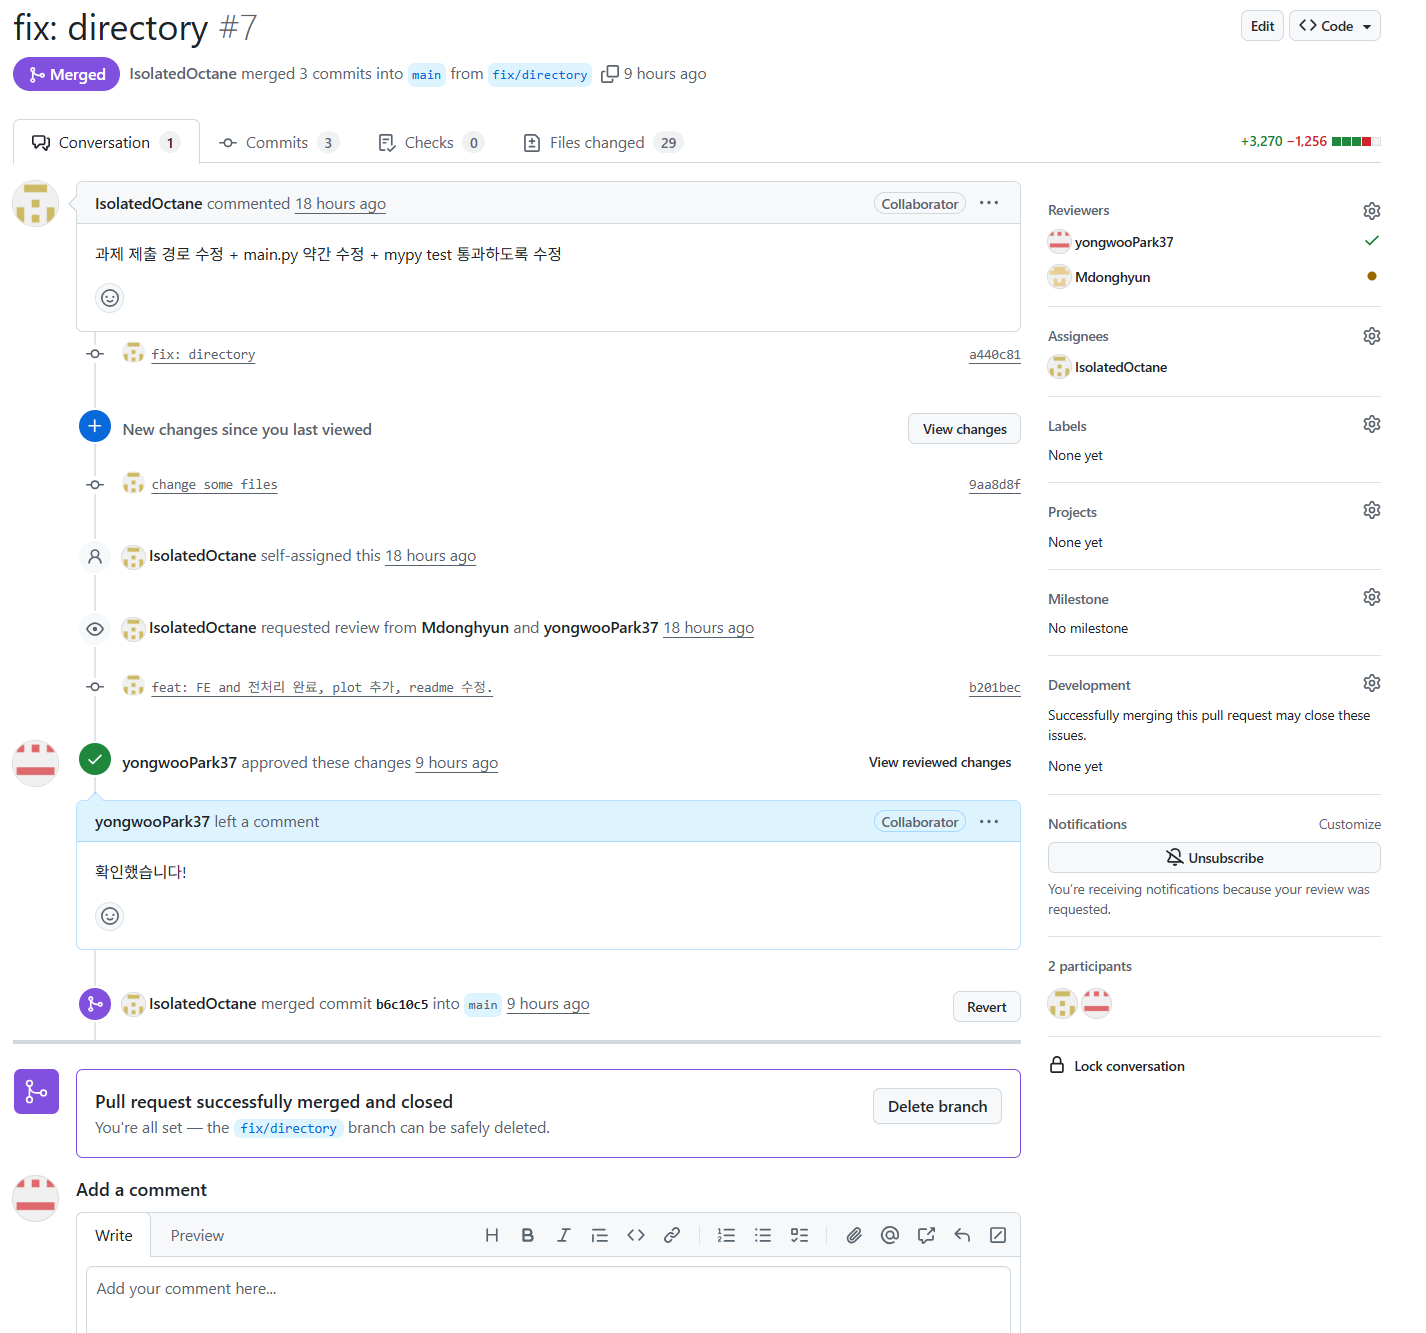 fix: directory #7
Edit
Code
Merged
IsolatedOctane merged 3 commits into main from fix/directory 9 hours ago
Conversation 1
Commits 3
Checks 0
Files changed 29
+3,270 −1,256
IsolatedOctane commented 18 hours ago
Collaborator
과제 제출 경로 수정 + main.py 약간 수정 + mypy test 통과하도록 수정
fix: directory
a440c81
New changes since you last viewed
View changes
change some files
9aa8d8f
IsolatedOctane self-assigned this 18 hours ago
IsolatedOctane requested review from Mdonghyun and yongwooPark37 18 hours ago
feat: FE and 전처리 완료, plot 추가, readme 수정.
b201bec
yongwooPark37 approved these changes 9 hours ago
View reviewed changes
yongwooPark37 left a comment
Collaborator
확인했습니다!
IsolatedOctane merged commit b6c10c5 into main 9 hours ago
Revert
Pull request successfully merged and closed
You're all set — the fix/directory branch can be safely deleted.
Delete branch
Add a comment
Write
Preview
Add your comment here...
Reviewers
yongwooPark37
Mdonghyun
Assignees
IsolatedOctane
Labels
None yet
Projects
None yet
Milestone
No milestone
Development
Successfully merging this pull request may close these
issues.
None yet
Notifications
Customize
Unsubscribe
You're receiving notifications because your review was
requested.
2 participants
Lock conversation